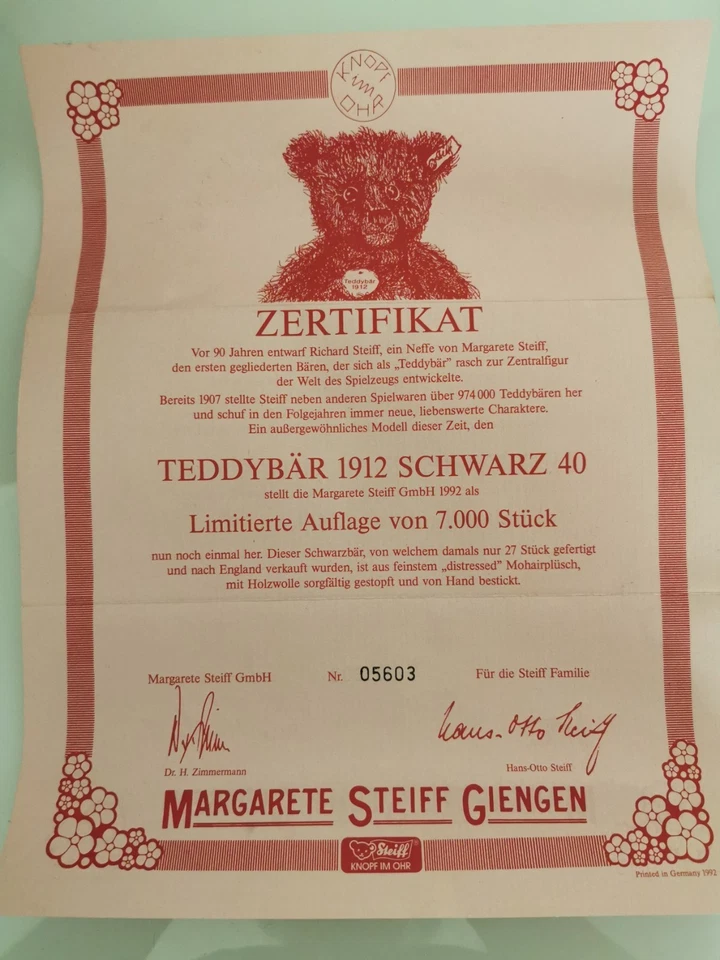 KNOPF
im
OHR
Steiff
Teddybär
1912
ZERTIFIKAT
Vor 90 Jahren entwarf Richard Steiff, ein Neffe von Margarete Steiff,
den ersten gegliederten Bären, der sich als „Teddybär” rasch zur Zentralfigur
der Welt des Spielzeugs entwickelte.
Bereits 1907 stellte Steiff neben anderen Spielwaren über 974 000 Teddybären her
und schuf in den Folgejahren immer neue, liebenswerte Charaktere.
Ein außergewöhnliches Modell dieser Zeit, den
TEDDYBÄR 1912 SCHWARZ 40
stellt die Margarete Steiff GmbH 1992 als
Limitierte Auflage von 7.000 Stück
nun noch einmal her. Dieser Schwarzbär, von welchem damals nur 27 Stück gefertigt
und nach England verkauft wurden, ist aus feinstem „distressed” Mohairplüsch,
mit Holzwolle sorgfältig gestopft und von Hand bestickt.
Margarete Steiff GmbH Nr. 05603 Für die Steiff Familie
Hans-Otto Steiff
Dr. H. Zimmermann Hans-Otto Steiff
MARGARETE STEIFF GIENGEN
Steiff
KNOPF IM OHR
Printed in Germany 1992